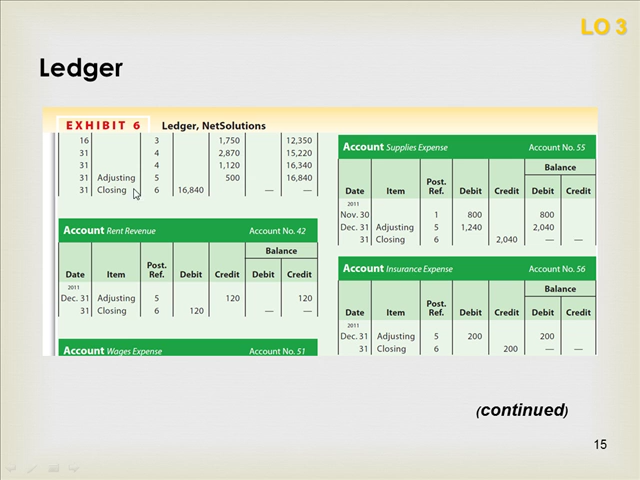 LO 3
Ledger
EXHIBIT 6 Ledger, NetSolutions
16 3 1,750 12,350
31 4 2,870 15,220
31 4 1,120 16,340
31 Adjusting 5 500 16,840
31 Closing 6 16,840 — —
Account Rent Revenue Account No. 42
Balance
Post.
Date Item Ref. Debit Credit Debit Credit
2011
Dec. 31 Adjusting 5 120 120
31 Closing 6 120 — —
Account Wages Expense Account No. 51
Account Supplies Expense Account No. 55
Balance
Post.
Date Item Ref. Debit Credit Debit Credit
2011
Nov. 30 1 800 800
Dec. 31 Adjusting 5 1,240 2,040
31 Closing 6 2,040 — —
Account Insurance Expense Account No. 56
Balance
Post.
Date Item Ref. Debit Credit Debit Credit
2011
Dec. 31 Adjusting 5 200 200
31 Closing 6 200 — —
(continued)
15